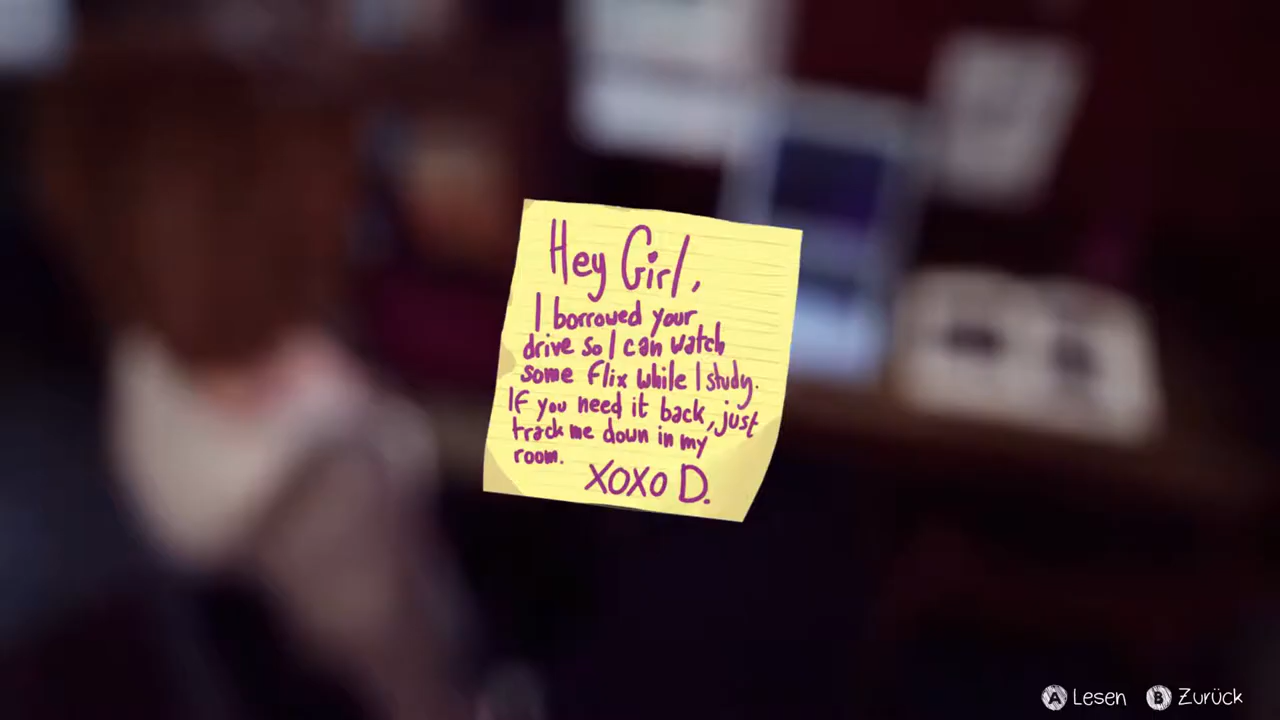 Hey Girl,
I borrowed your
drive so I can watch
some Flix while I study.
If you need it back, just
track me down in my
room.
XOXO D.
A Lesen B Zurück